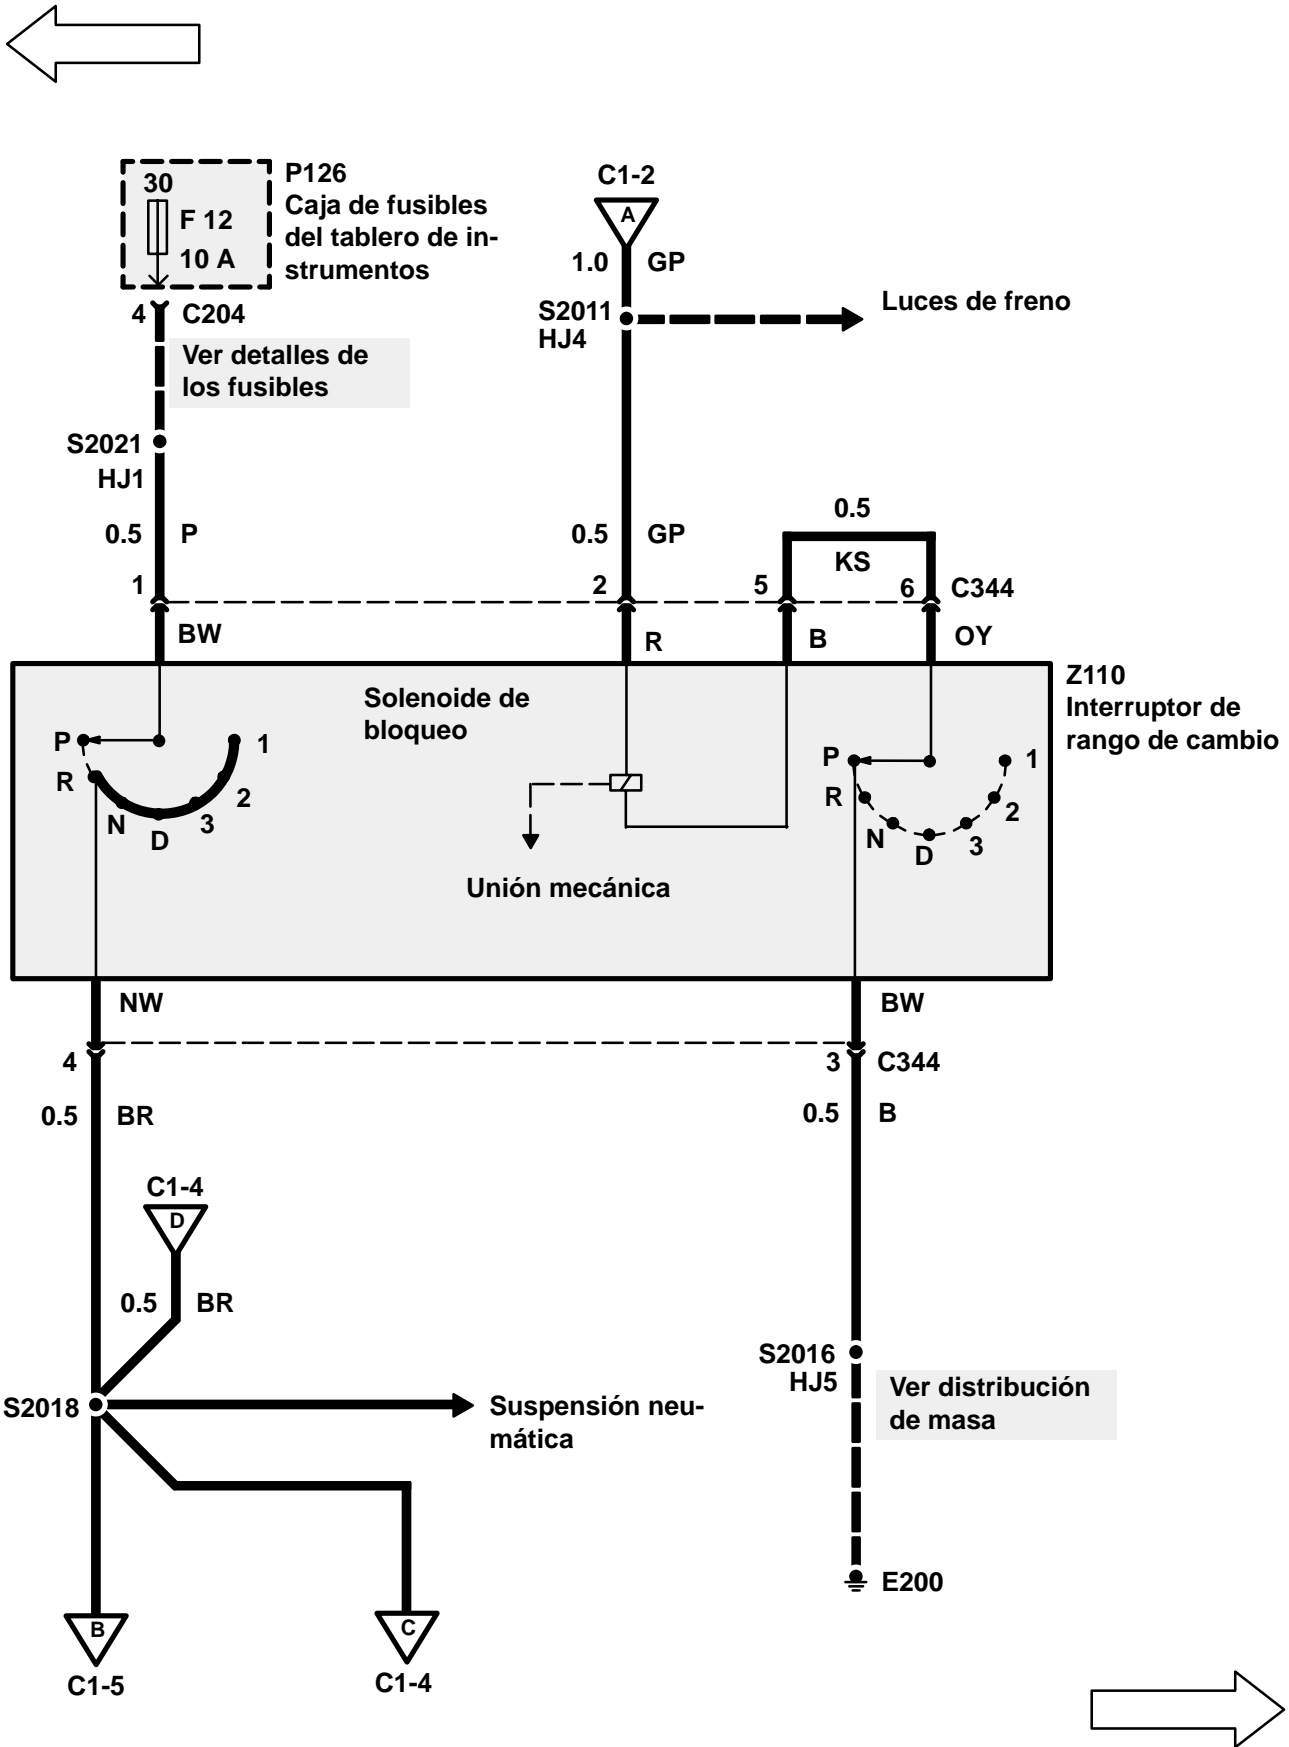 P126
Caja de fusibles
del tablero de in-
strumentos
30
F 12
10 A
4
C204
Ver detalles de
los fusibles
S2021
HJ1
0.5
P
1
BW
C1-2
A
1.0
GP
S2011
HJ4
Luces de freno
0.5
GP
2
R
0.5
KS
5
6
C344
B
OY
Z110
Interruptor de
rango de cambio
Solenoide de
bloqueo
P
R
N
D
3
2
1
Unión mecánica
P
R
N
D
3
2
1
NW
4
0.5
BR
BW
3
C344
0.5
B
C1-4
D
0.5
BR
S2018
Suspensión neu-
mática
S2016
HJ5
Ver distribución
de masa
E200
B
C1-5
C
C1-4